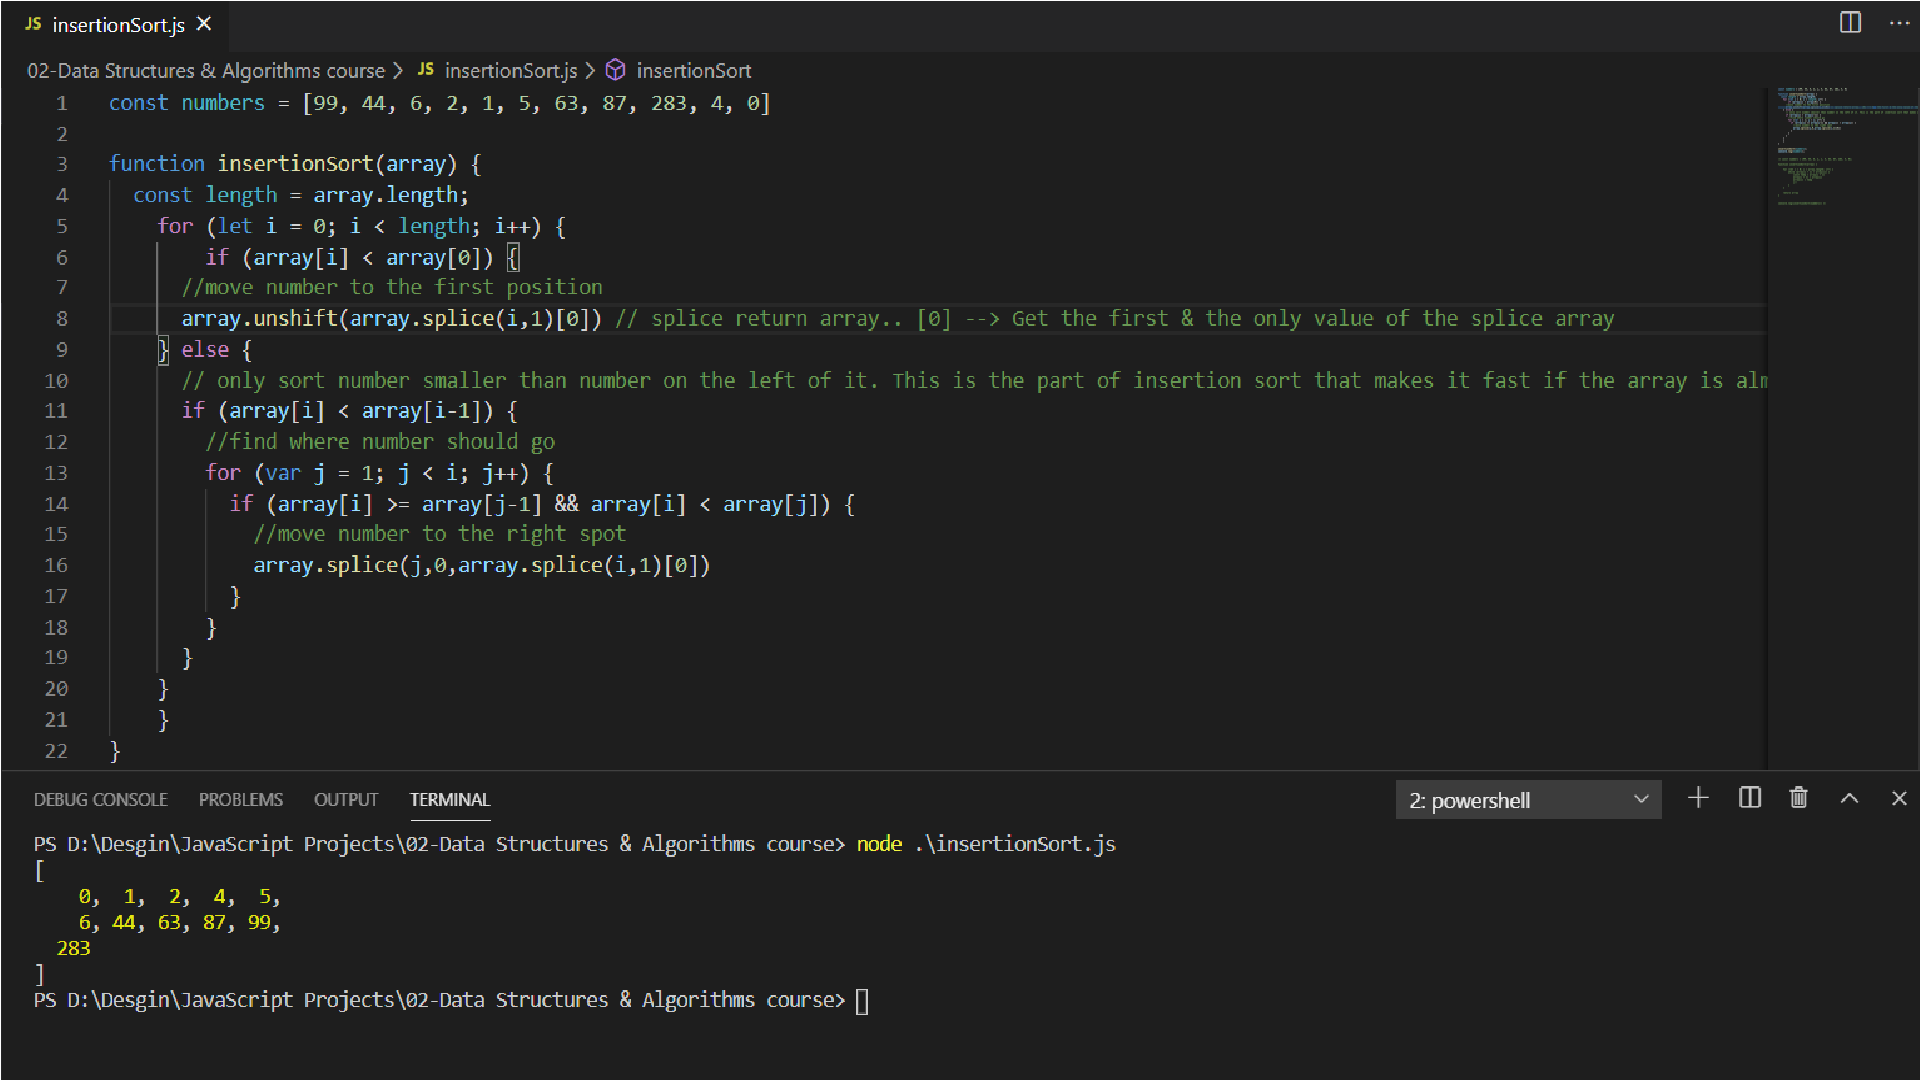 JS insertionSort.js ×
02-Data Structures & Algorithms course > JS insertionSort.js > insertionSort
1 const numbers = [99, 44, 6, 2, 1, 5, 63, 87, 283, 4, 0]
2
3 function insertionSort(array) {
4 const length = array.length;
5 for (let i = 0; i < length; i++) {
6 if (array[i] < array[0]) {
7 //move number to the first position
8 array.unshift(array.splice(i,1)[0]) // splice return array.. [0] --> Get the first & the only value of the splice array
9 } else {
10 // only sort number smaller than number on the left of it. This is the part of insertion sort that makes it fast if the array is alm
11 if (array[i] < array[i-1]) {
12 //find where number should go
13 for (var j = 1; j < i; j++) {
14 if (array[i] >= array[j-1] && array[i] < array[j]) {
15 //move number to the right spot
16 array.splice(j,0,array.splice(i,1)[0])
17 }
18 }
19 }
20 }
21 }
22 }
DEBUG CONSOLE PROBLEMS OUTPUT TERMINAL 2: powershell
PS D:\Desgin\JavaScript Projects\02-Data Structures & Algorithms course> node .\insertionSort.js
[
0, 1, 2, 4, 5,
6, 44, 63, 87, 99,
283
]
PS D:\Desgin\JavaScript Projects\02-Data Structures & Algorithms course>